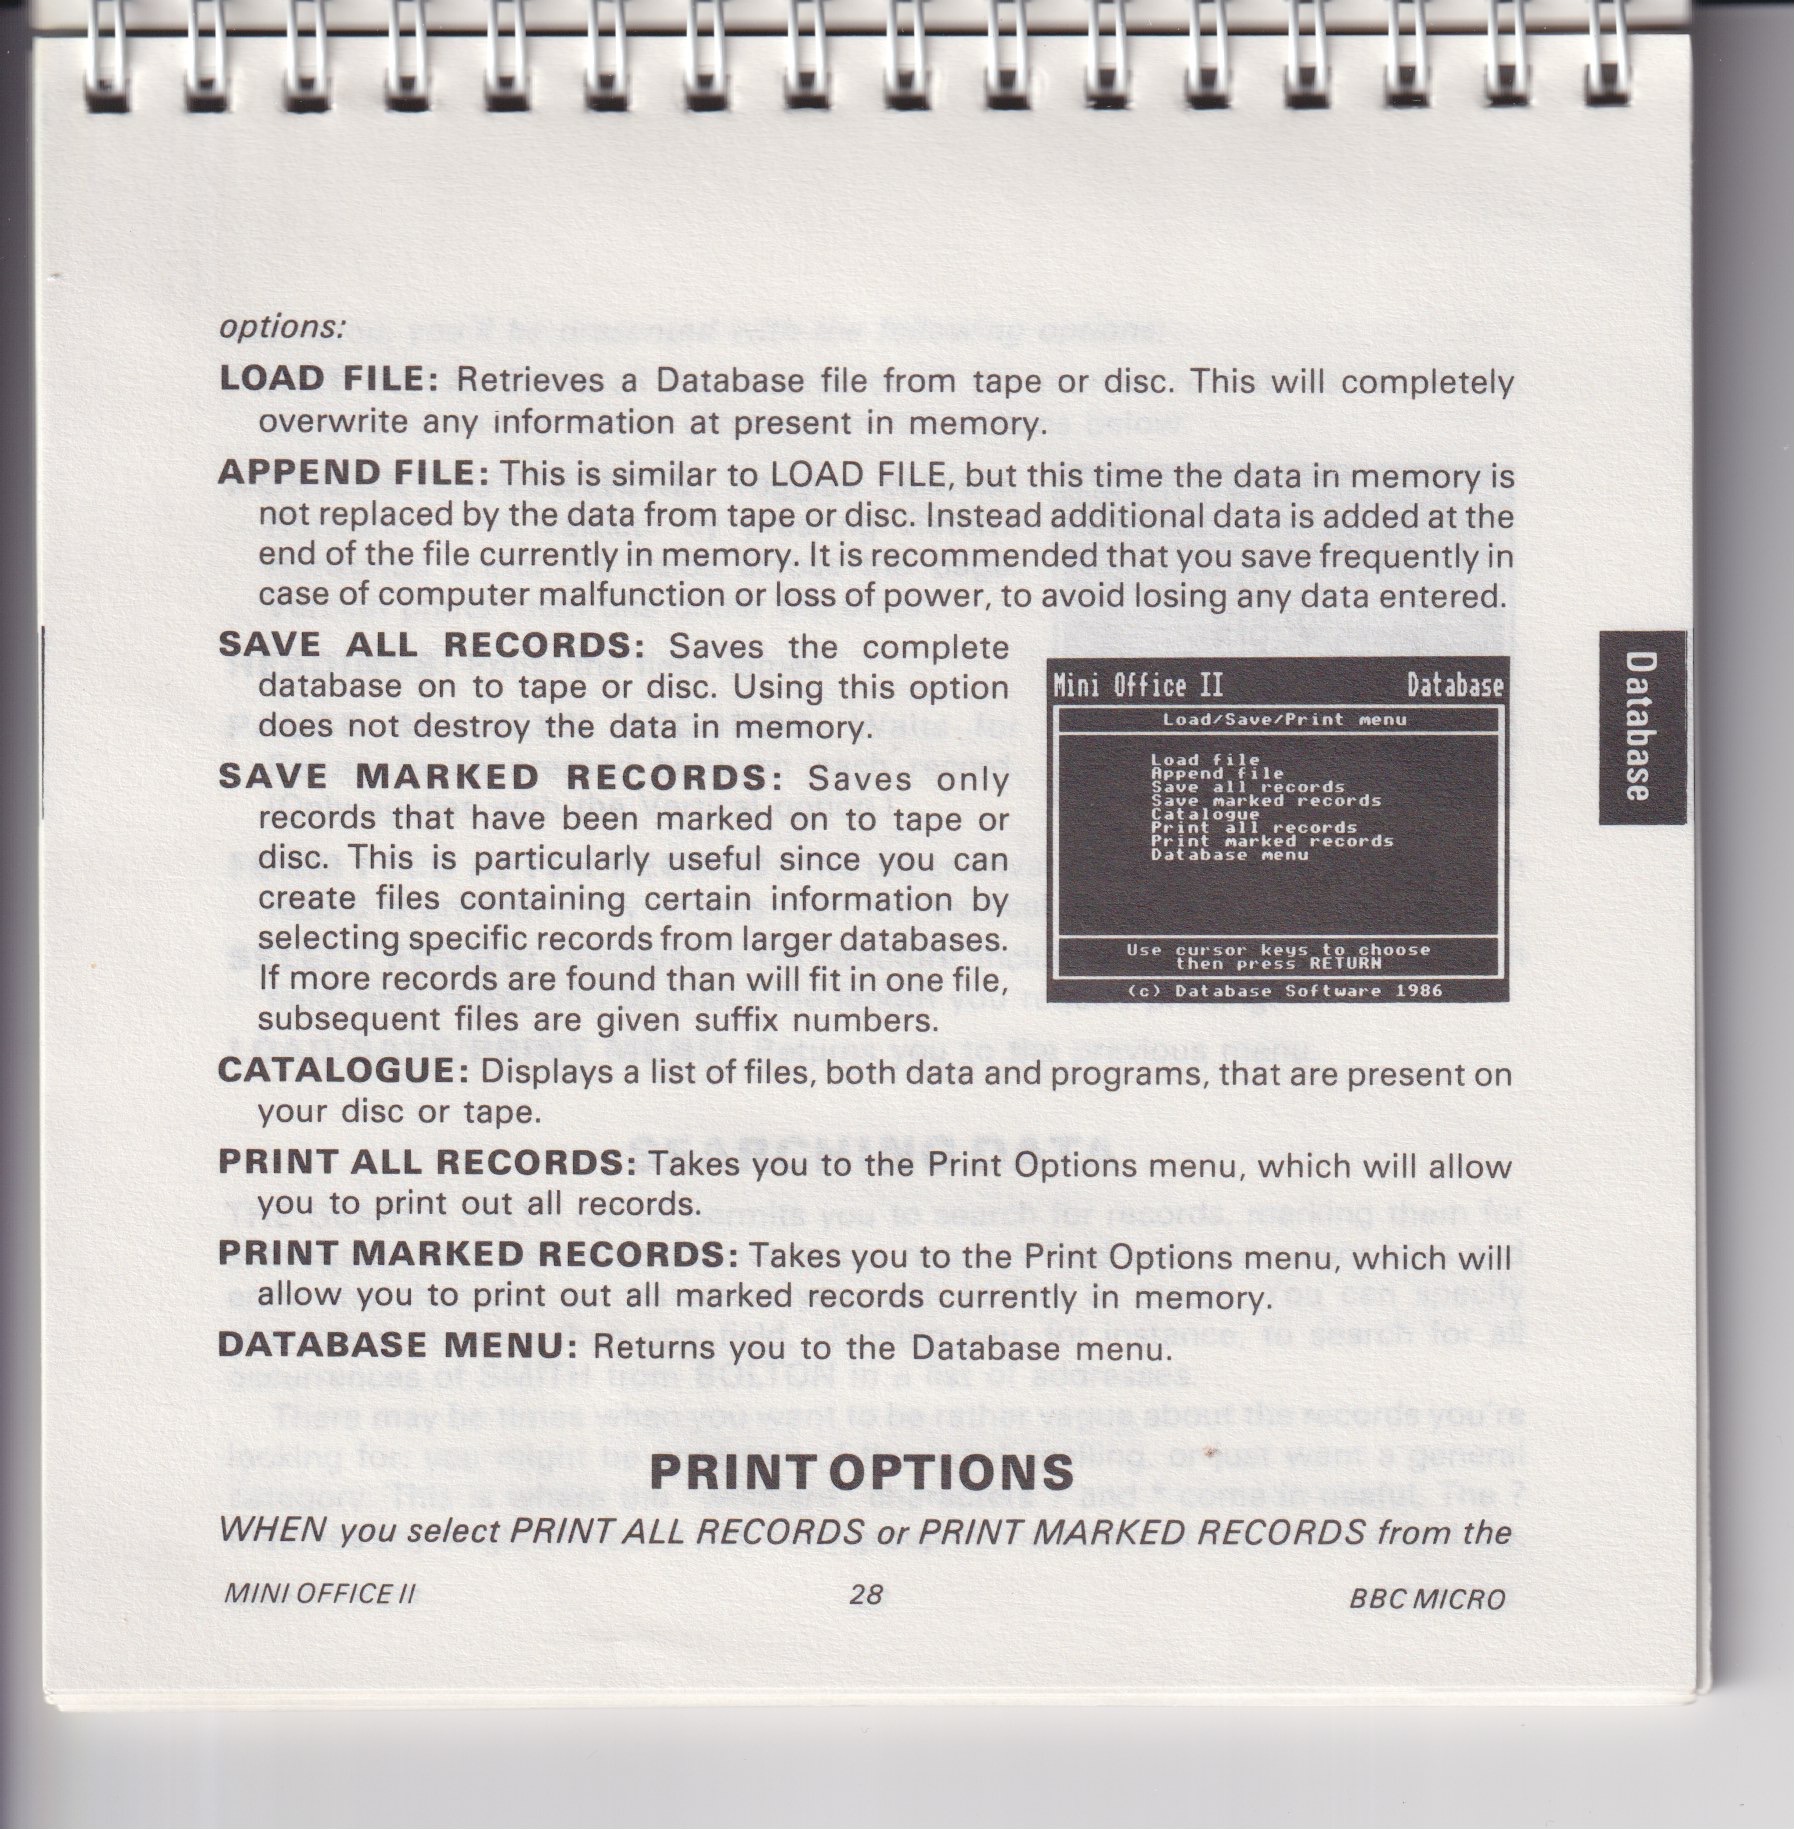 options:
LOAD FILE: Retrieves a Database file from tape or disc. This will completely
overwrite any information at present in memory.
APPEND FILE: This is similar to LOAD FILE, but this time the data in memory is
not replaced by the data from tape or disc. Instead additional data is added at the
end of the file currently in memory. It is recommended that you save frequently in
case of computer malfunction or loss of power, to avoid losing any data entered.
SAVE ALL RECORDS: Saves the complete
database on to tape or disc. Using this option
does not destroy the data in memory.
SAVE MARKED RECORDS: Saves only
records that have been marked on to tape or
disc. This is particularly useful since you can
create files containing certain information by
selecting specific records from larger databases.
If more records are found than will fit in one file,
subsequent files are given suffix numbers.
Mini Office II Database
Load/Save/Print menu
Load file
Append file
Save all records
Save marked records
Catalogue
Print all records
Print marked records
Database menu
Use cursor keys to choose
then press RETURN
(c) Database Software 1986
Database
CATALOGUE: Displays a list of files, both data and programs, that are present on
your disc or tape.
PRINT ALL RECORDS: Takes you to the Print Options menu, which will allow
you to print out all records.
PRINT MARKED RECORDS: Takes you to the Print Options menu, which will
allow you to print out all marked records currently in memory.
DATABASE MENU: Returns you to the Database menu.
PRINT OPTIONS
WHEN you select PRINT ALL RECORDS or PRINT MARKED RECORDS from the
MINI OFFICE II 28 BBC MICRO